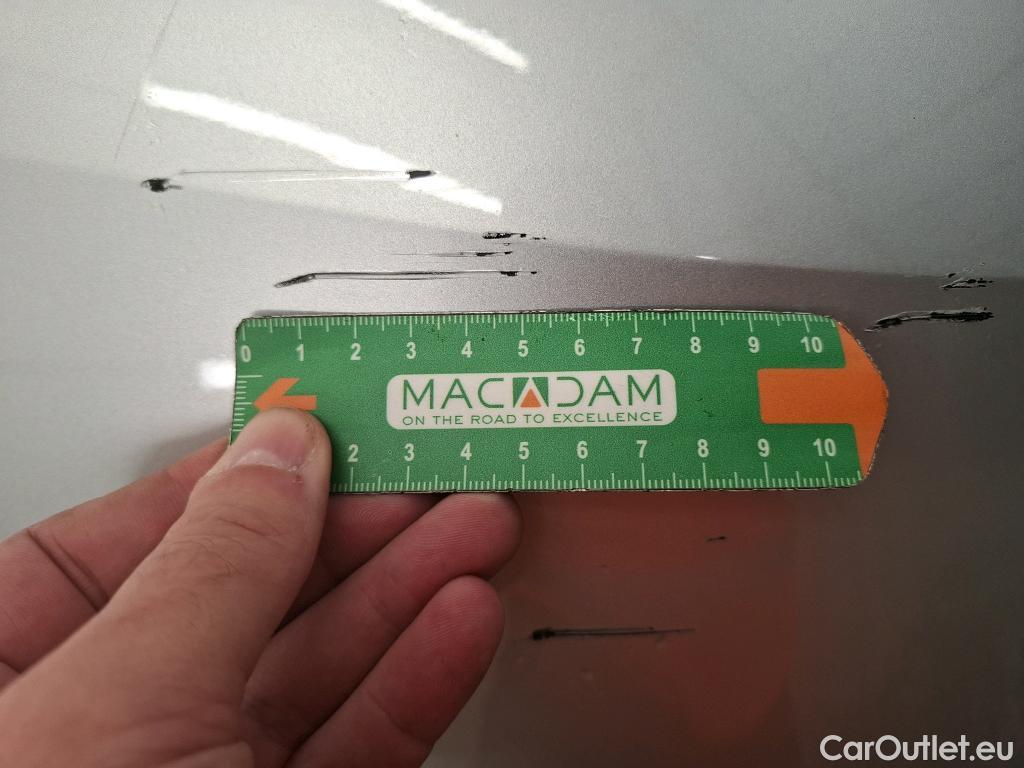 0 1 2 3 4 5 6 7 8 9 10
MACADAM
ON THE ROAD TO EXCELLENCE
2 3 4 5 6 7 8 9 10
CarOutlet.eu